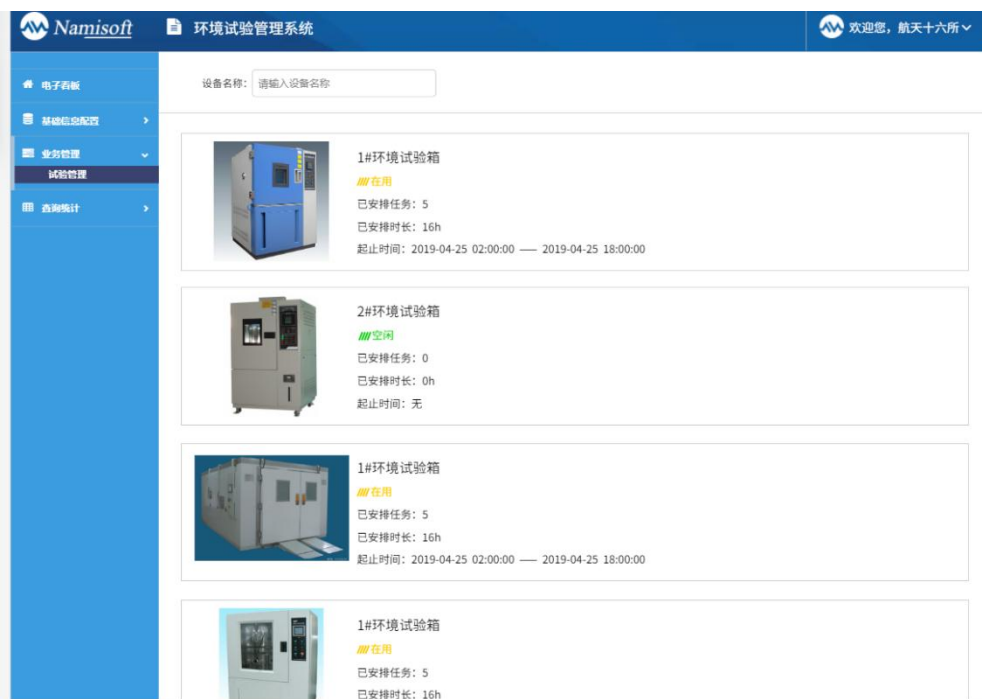 Namisoft
环境试验管理系统
欢迎您，航天十六所
电子看板
基础信息配置
业务管理
试验管理
查询统计
设备名称： 请输入设备名称
1#环境试验箱
在用
已安排任务：5
已安排时长：16h
起止时间：2019-04-25 02:00:00 —— 2019-04-25 18:00:00
2#环境试验箱
空闲
已安排任务：0
已安排时长：0h
起止时间：无
1#环境试验箱
在用
已安排任务：5
已安排时长：16h
起止时间：2019-04-25 02:00:00 —— 2019-04-25 18:00:00
1#环境试验箱
在用
已安排任务：5
已安排时长：16h